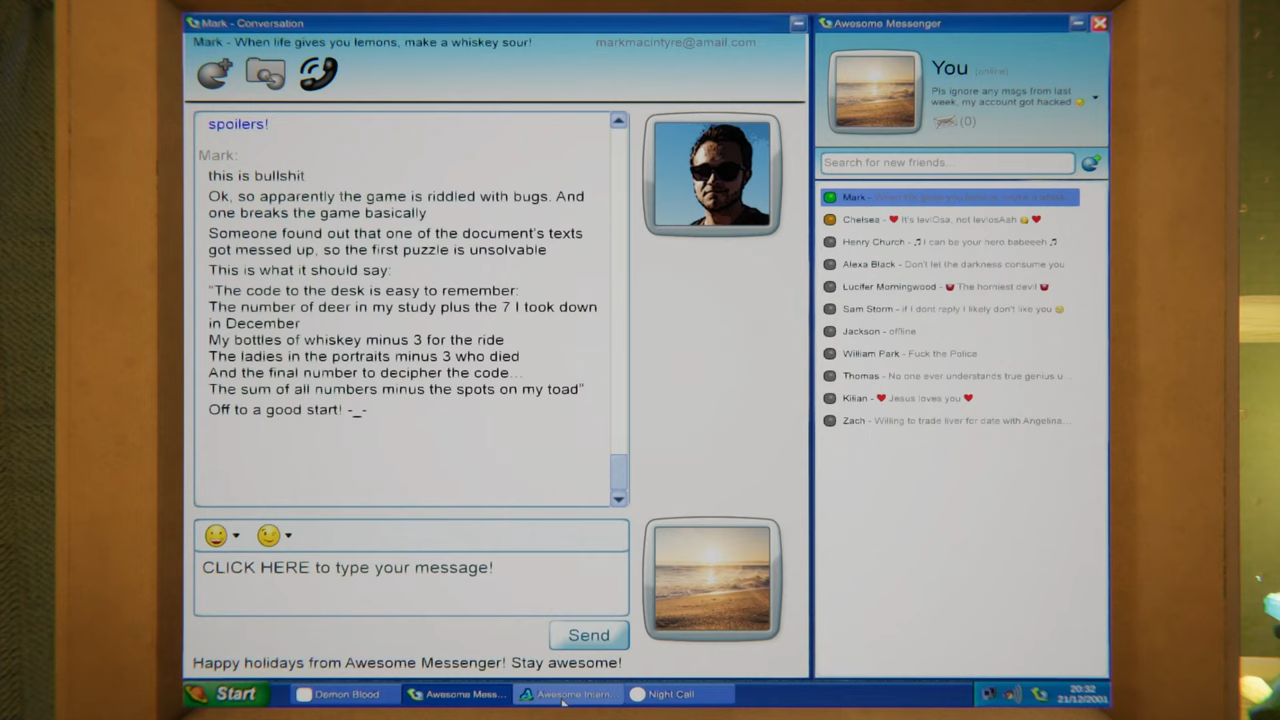 Mark - Conversation
Mark - When life gives you lemons, make a whiskey sour!
markmacintyre@amail.com
spoilers!
Mark:
this is bullshit
Ok, so apparently the game is riddled with bugs. And
one breaks the game basically
Someone found out that one of the document's texts
got messed up, so the first puzzle is unsolvable
This is what it should say:
"The code to the desk is easy to remember:
The number of deer in my study plus the 7 I took down
in December
My bottles of whiskey minus 3 for the ride
The ladies in the portraits minus 3 who died
And the final number to decipher the code...
The sum of all numbers minus the spots on my toad"
Off to a good start! -_-
CLICK HERE to type your message!
Send
Happy holidays from Awesome Messenger! Stay awesome!
Awesome Messenger
You (online)
Pls ignore any msgs from last
week, my account got hacked
(0)
Search for new friends...
Mark -
Chelsea - It's leviOsa, not leviosAah
Henry Church - I can be your hero babeeeh
Alexa Black - Don't let the darkness consume you
Lucifer Morningwood - The horniest devil
Sam Storm - if I dont reply I likely don't like you
Jackson - offline
William Park - Fuck the Police
Thomas - No one ever understands true genius u...
Kilian - Jesus loves you
Zach - Willing to trade liver for date with Angelina...
Start
Demon Blood
Awesome Mess...
Awesome Intern...
Night Call
20:32
21/12/2001